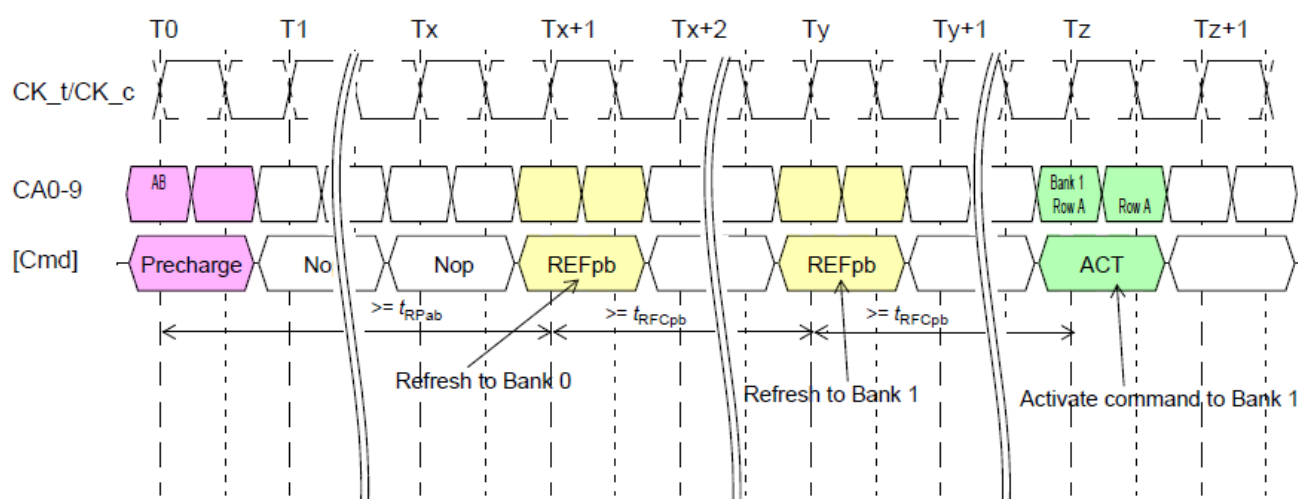 T0 T1 Tx Tx+1 Tx+2 Ty Ty+1 Tz Tz+1
CK_t/CK_c
CA0-9
AB
Bank 1
Row A
Row A
[Cmd]
Precharge
No
Nop
REFpb
REFpb
ACT
>= tRPab
>= tRFCpb
>= tRFCpb
Refresh to Bank 0
Refresh to Bank 1
Activate command to Bank 1